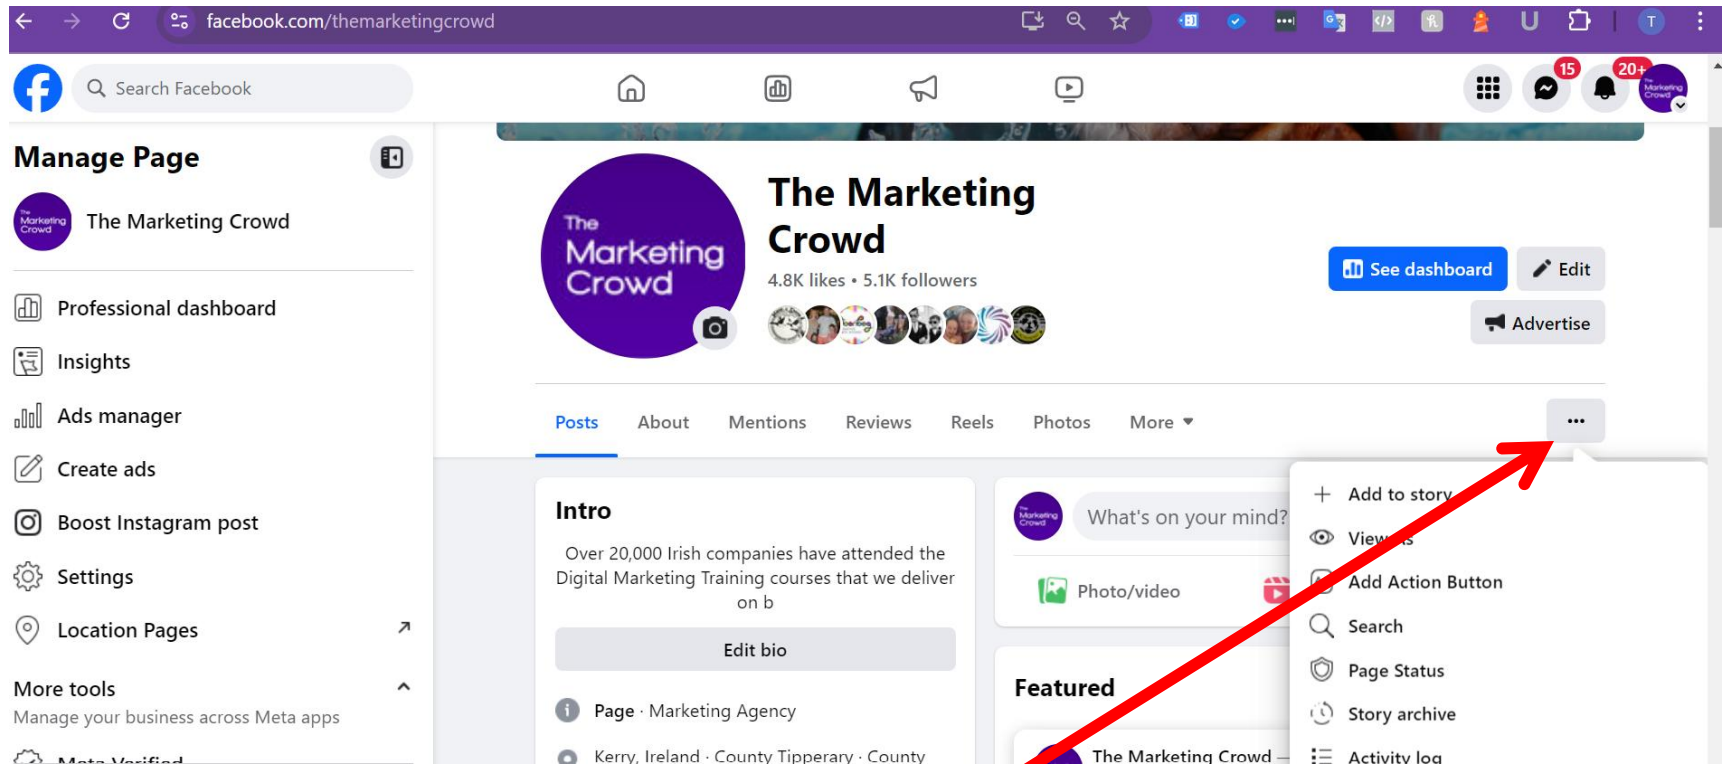 facebook.com/themarketingcrowd
T
Search Facebook
15
20+
Manage Page
The Marketing Crowd
Professional dashboard
Insights
Ads manager
Create ads
Boost Instagram post
Settings
Location Pages
More tools
Manage your business across Meta apps
Meta Verified
The
Marketing
Crowd
The Marketing
Crowd
4.8K likes • 5.1K followers
See dashboard
Edit
Advertise
Posts About Mentions Reviews Reels Photos More
Intro
Over 20,000 Irish companies have attended the
Digital Marketing Training courses that we deliver
on b
Edit bio
Page · Marketing Agency
Kerry, Ireland · County Tipperary · County
What's on your mind?
Photo/video
Featured
The Marketing Crowd —
Add to story
View as
Add Action Button
Search
Page Status
Story archive
Activity log